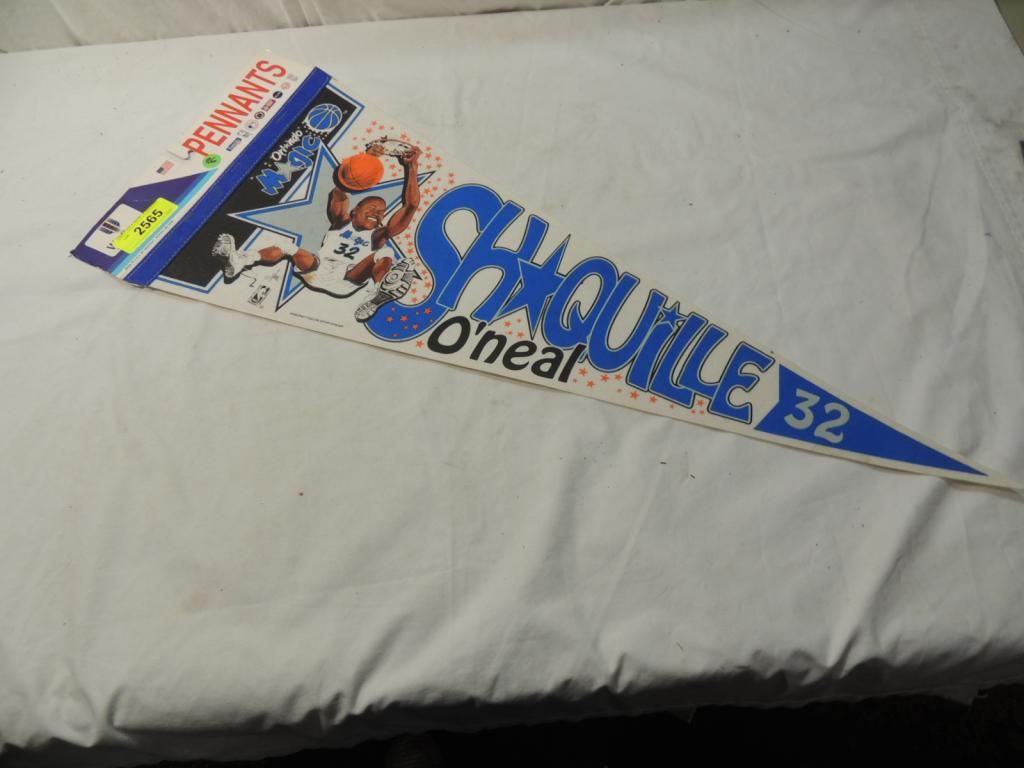 PENNANTS
2565
Orlando
Magic
32
SHAQUILLE
O'neal
32